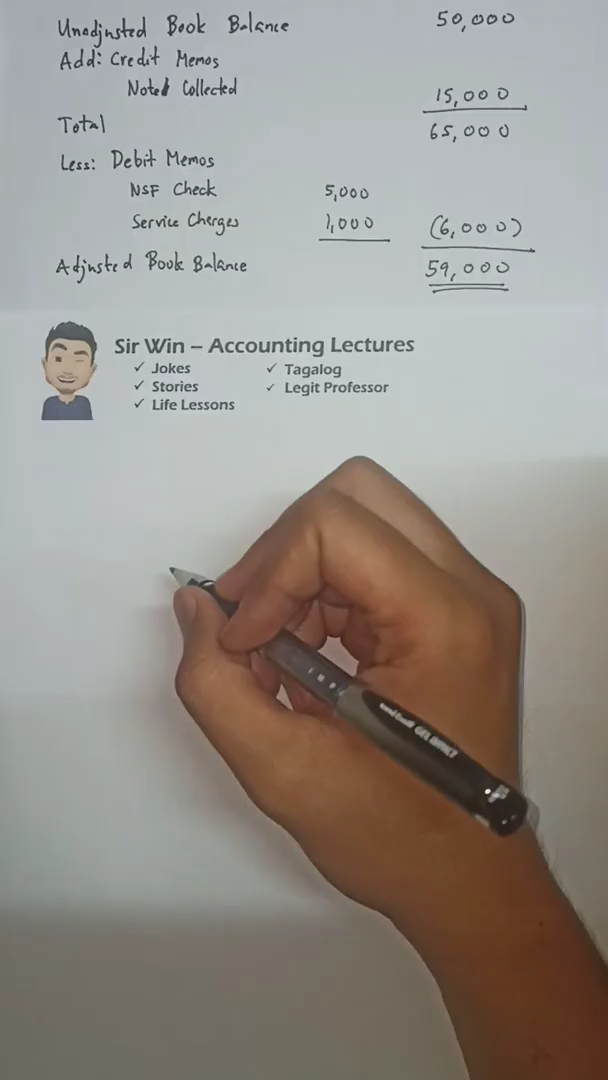 Unadjusted Book Balance 50,000
Add: Credit Memos
Noted Collected 15,000
Total 65,000
Less: Debit Memos
NSF Check 5,000
Service Charges 1,000 (6,000)
Adjusted Book Balance 59,000
Sir Win – Accounting Lectures
✓ Jokes ✓ Tagalog
✓ Stories ✓ Legit Professor
✓ Life Lessons